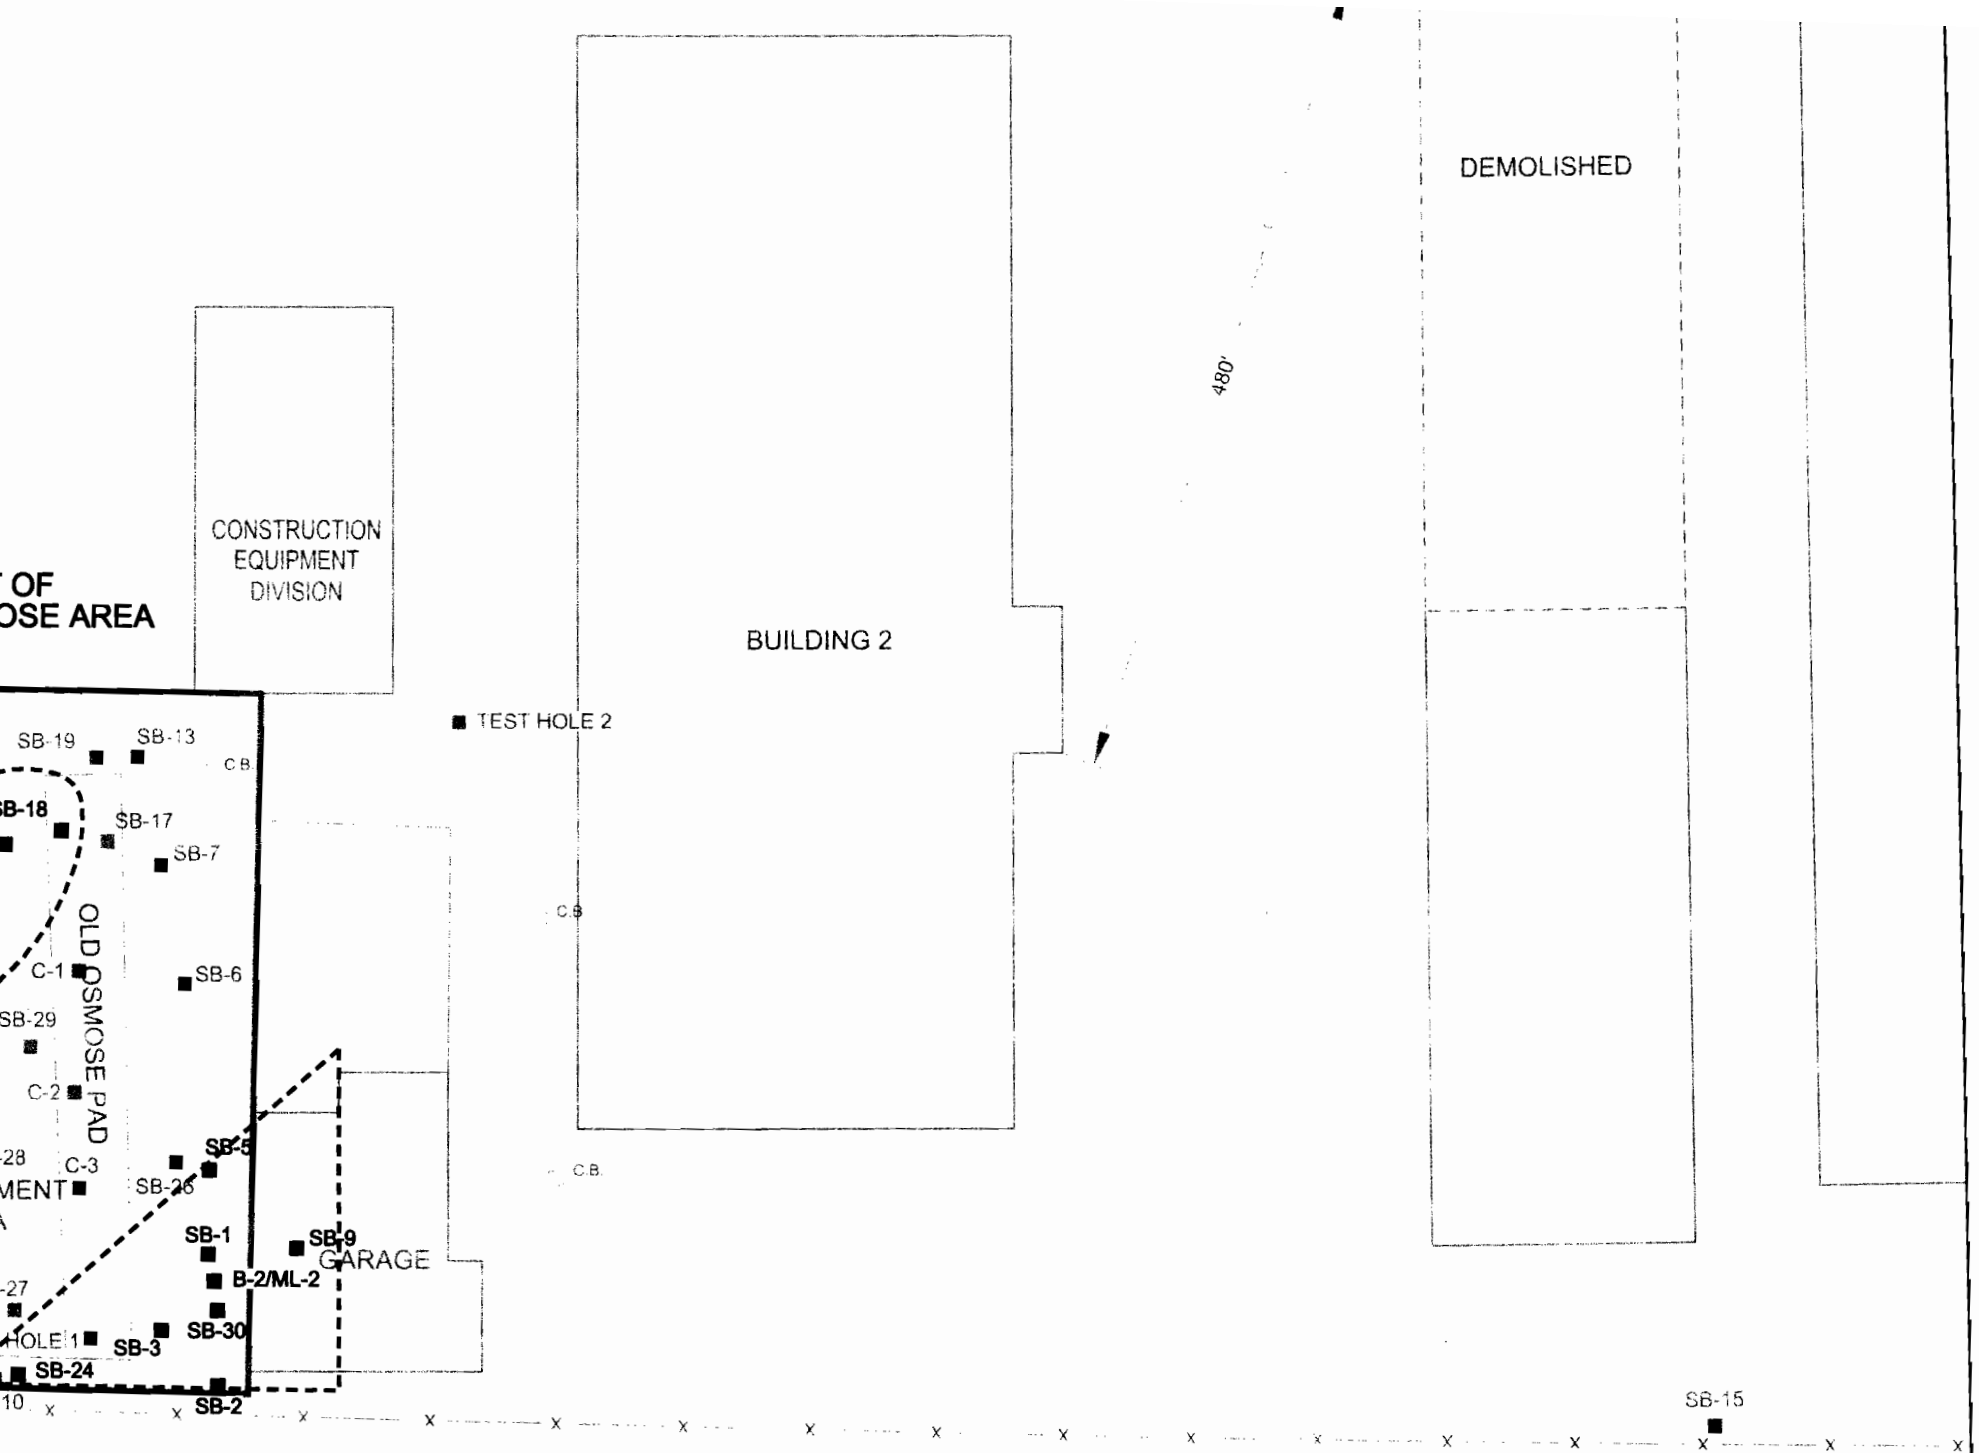 DEMOLISHED
480'
CONSTRUCTION
EQUIPMENT
DIVISION
OF
OSE AREA
BUILDING 2
TEST HOLE 2
SB-19
SB-13
C.B.
SB-18
SB-17
SB-7
OLD OSMOSE PAD
C.B
C-1
SB-6
SB-29
C-2
SB-5
-28
C-3
C.B.
MENT
SB-26
A
SB-1
SB-9
GARAGE
B-2/ML-2
-27
SB-30
HOLE 1
SB-3
SB-24
10
SB-2
SB-15
X X X X X X X X X X X X X X X X